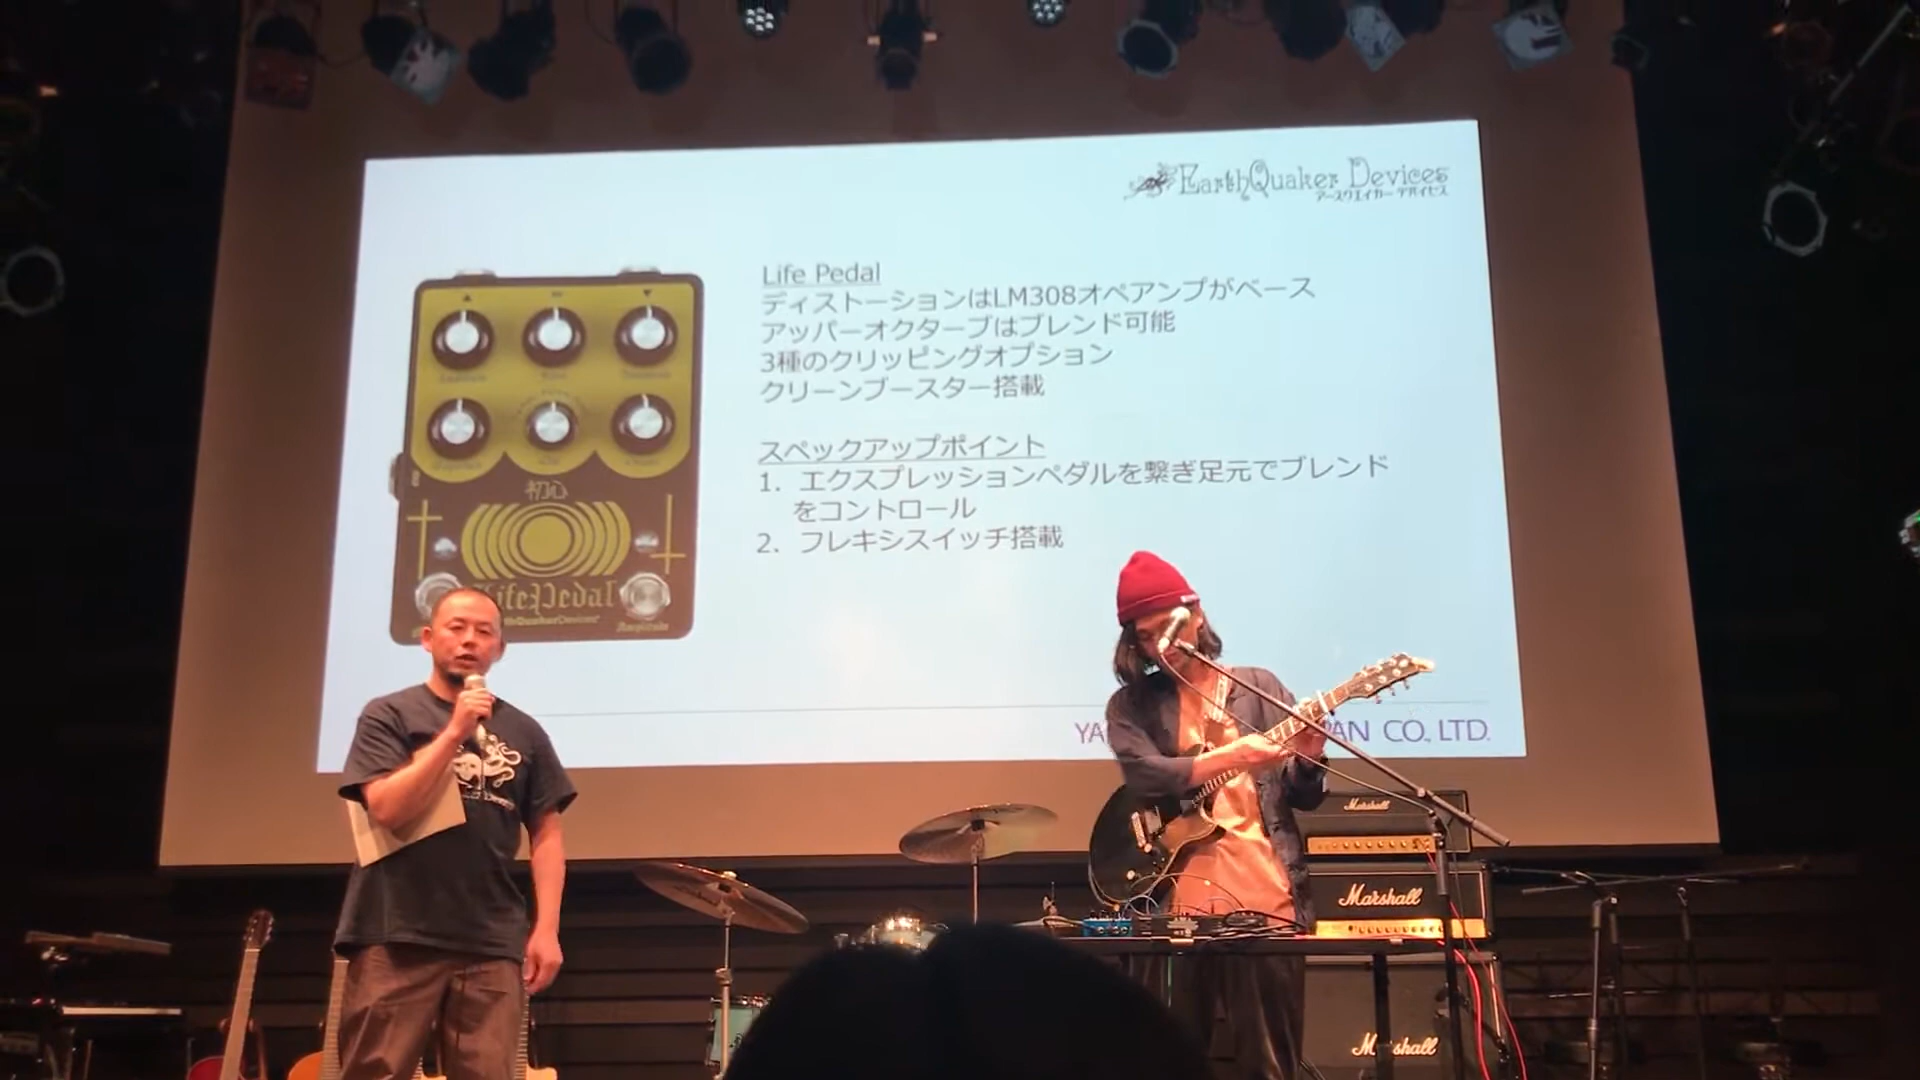 EarthQuaker Devices
アースクエイカー デバイセス
Life Pedal
ディストーションはLM308オペアンプがベース
アッパーオクターブはブレンド可能
3種のクリッピングオプション
クリーンブースター搭載
スペックアップポイント
1. エクスプレッションペダルを繋ぎ足元でブレンド
をコントロール
2. フレキシスイッチ搭載
初心
LifePedal
Amplitude
CO., LTD.
Marshall
Marshall
Marshall